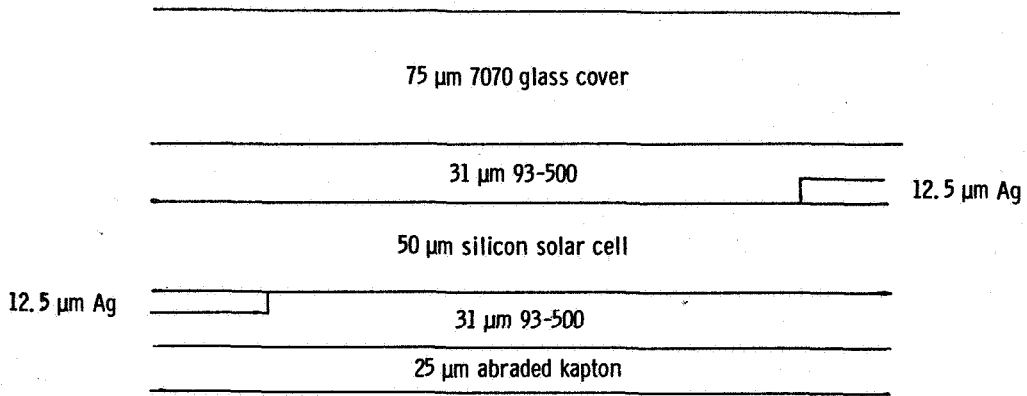 75 µm 7070 glass cover
31 µm 93-500
12.5 µm Ag
50 µm silicon solar cell
12.5 µm Ag
31 µm 93-500
25 µm abraded kapton